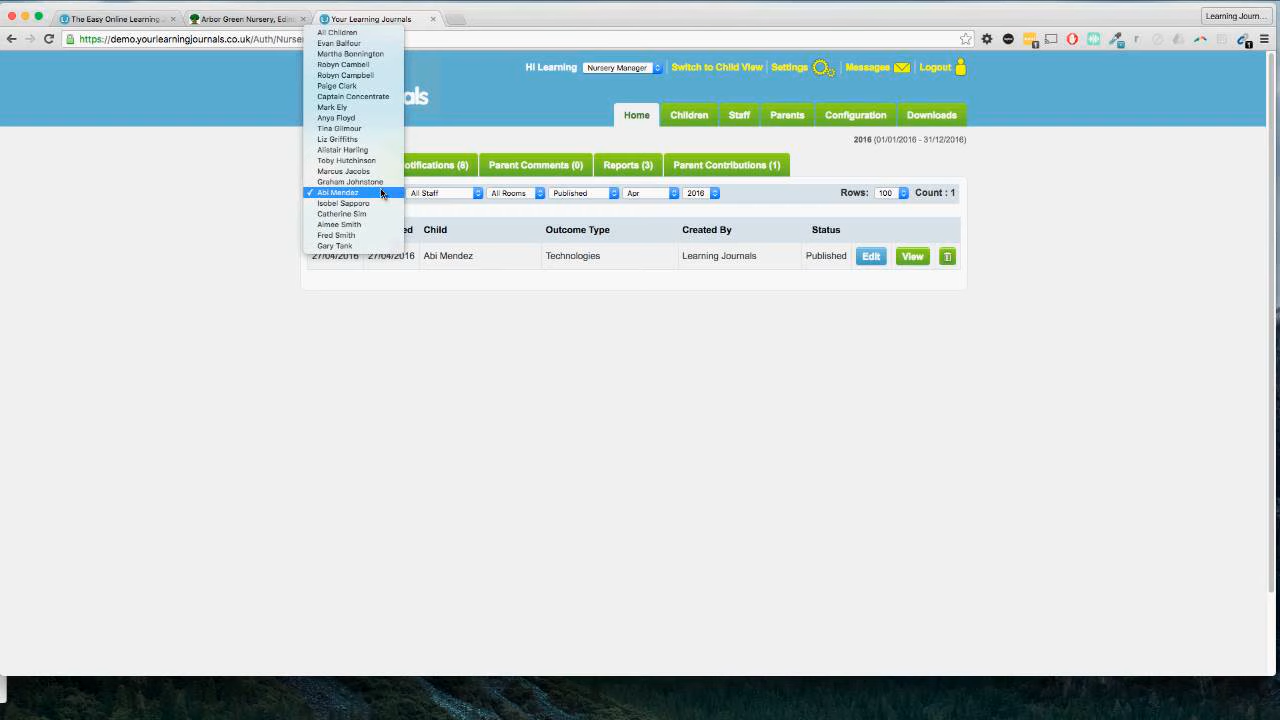 The Easy Online Learning
Arbor Green Nursery, Edin
Your Learning Journals
Learning Journ...
https://demo.yourlearningjournals.co.uk/Auth/Nurse
All Children
Evan Balfour
Martha Bonnington
Robyn Cambell
Robyn Campbell
Paige Clark
Captain Concentrate
Mark Ely
Anya Floyd
Tina Gilmour
Liz Griffiths
Alistair Harling
Toby Hutchinson
Marcus Jacobs
Graham Johnstone
✓ Abi Mendez
Isobel Sapporo
Catherine Sim
Aimee Smith
Fred Smith
Gary Tank
Hi Learning Nursery Manager Switch to Child View Settings Messages Logout
als
Home Children Staff Parents Configuration Downloads
2016 (01/01/2016 - 31/12/2016)
otifications (8) Parent Comments (0) Reports (3) Parent Contributions (1)
All Staff All Rooms Published Apr 2016 Rows: 100 Count : 1
ed Child Outcome Type Created By Status
27/04/2016 27/04/2016 Abi Mendez Technologies Learning Journals Published Edit View